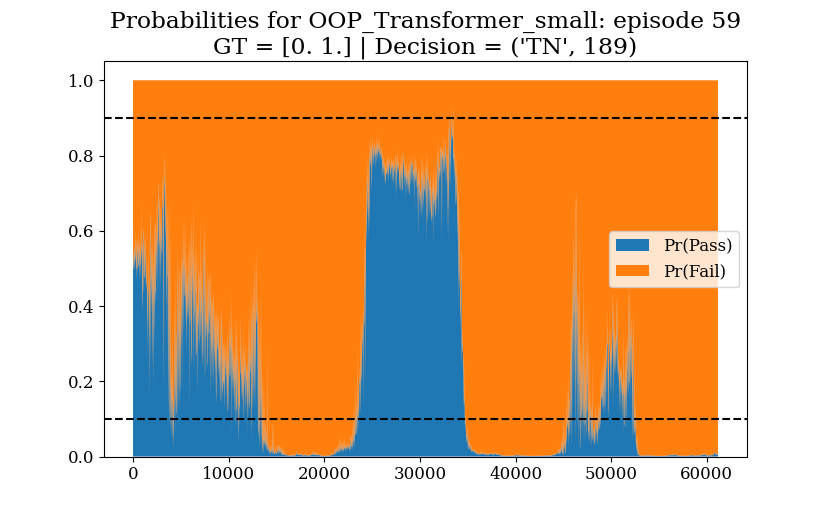 Probabilities for OOP_Transformer_small: episode 59
GT = [0. 1.] | Decision = ('TN', 189)
1.0
0.8
0.6
0.4
0.2
0.0
Pr(Pass)
Pr(Fail)
0 10000 20000 30000 40000 50000 60000